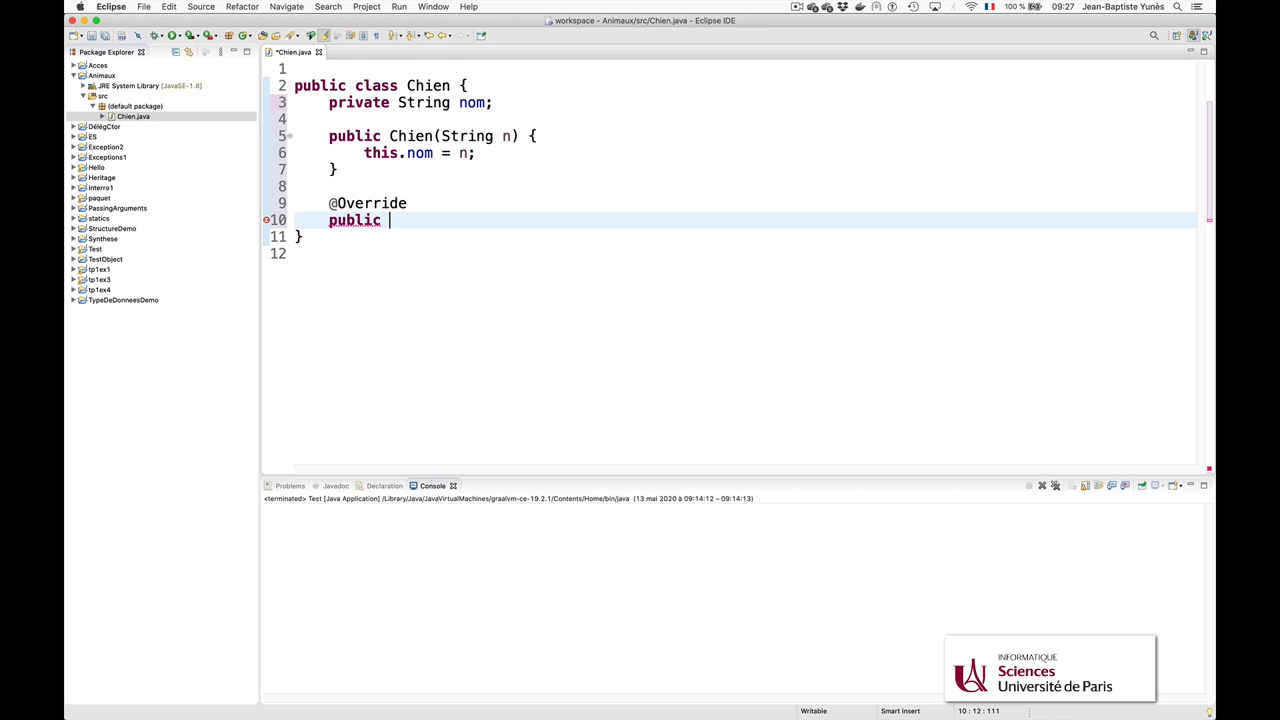 Eclipse File Edit Source Refactor Navigate Search Project Run Window Help 100 % 09:27 Jean-Baptiste Yunès
workspace - Animaux/src/Chien.java - Eclipse IDE
Package Explorer
Acces
Animaux
JRE System Library [JavaSE-1.8]
src
(default package)
Chien.java
DélégCtor
ES
Exception2
Exceptions1
Hello
Heritage
Interro1
paquet
PassingArguments
statics
StructureDemo
Synthese
Test
TestObject
tp1ex1
tp1ex3
tp1ex4
TypeDeDonneesDemo
*Chien.java
1
2 public class Chien {
3 private String nom;
4
5 public Chien(String n) {
6 this.nom = n;
7 }
8
9 @Override
10 public
11 }
12
Problems Javadoc Declaration Console
<terminated> Test [Java Application] /Library/Java/JavaVirtualMachines/graalvm-ce-19.2.1/Contents/Home/bin/java (13 mai 2020 à 09:14:12 – 09:14:13)
INFORMATIQUE
Sciences
Université de Paris
Writable Smart Insert 10 : 12 : 111